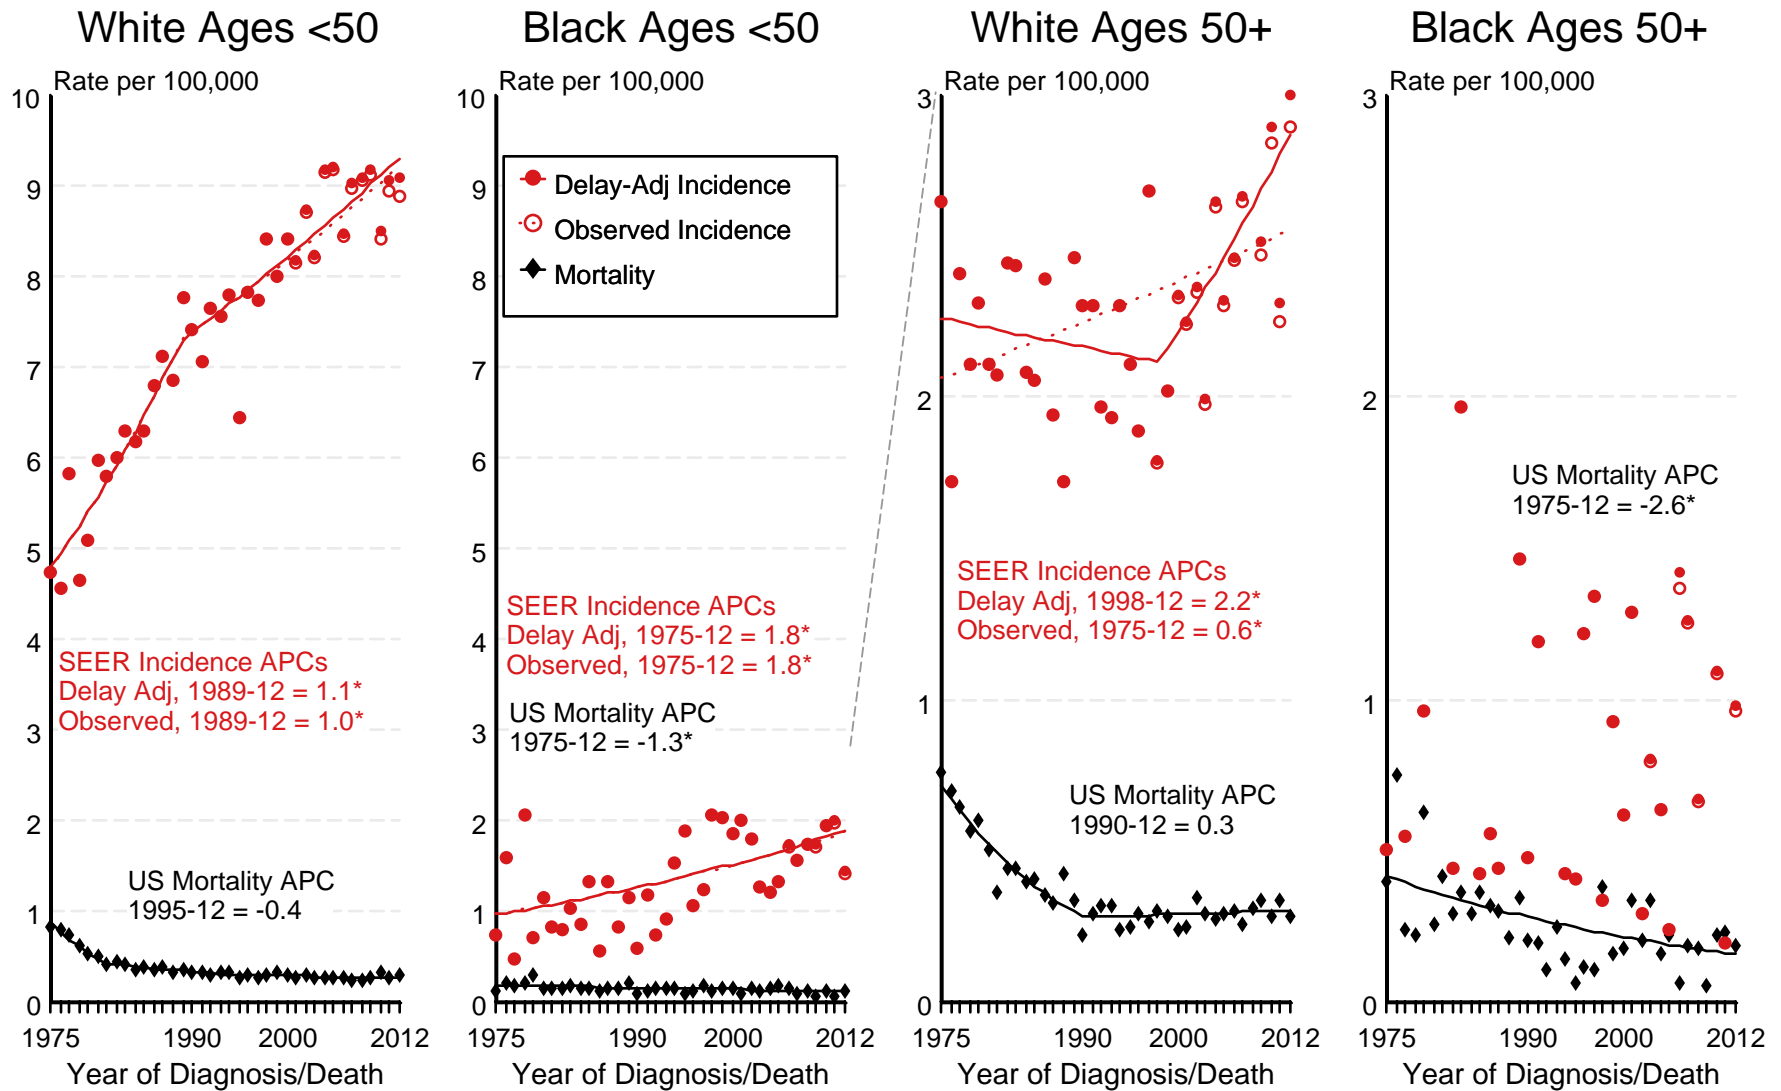 White Ages <50
Rate per 100,000
10
9
8
7
6
5
4
3
2
1
0
SEER Incidence APCs
Delay Adj, 1989-12 = 1.1*
Observed, 1989-12 = 1.0*
US Mortality APC
1995-12 = -0.4
1975
1990
2000
2012
Year of Diagnosis/Death
Black Ages <50
Rate per 100,000
10
9
8
7
6
5
4
3
2
1
0
Delay-Adj Incidence
Observed Incidence
Mortality
SEER Incidence APCs
Delay Adj, 1975-12 = 1.8*
Observed, 1975-12 = 1.8*
US Mortality APC
1975-12 = -1.3*
1975
1990
2000
2012
Year of Diagnosis/Death
White Ages 50+
Rate per 100,000
3
2
1
0
SEER Incidence APCs
Delay Adj, 1998-12 = 2.2*
Observed, 1975-12 = 0.6*
US Mortality APC
1990-12 = 0.3
1975
1990
2000
2012
Year of Diagnosis/Death
Black Ages 50+
Rate per 100,000
3
2
1
0
US Mortality APC
1975-12 = -2.6*
1975
1990
2000
2012
Year of Diagnosis/Death